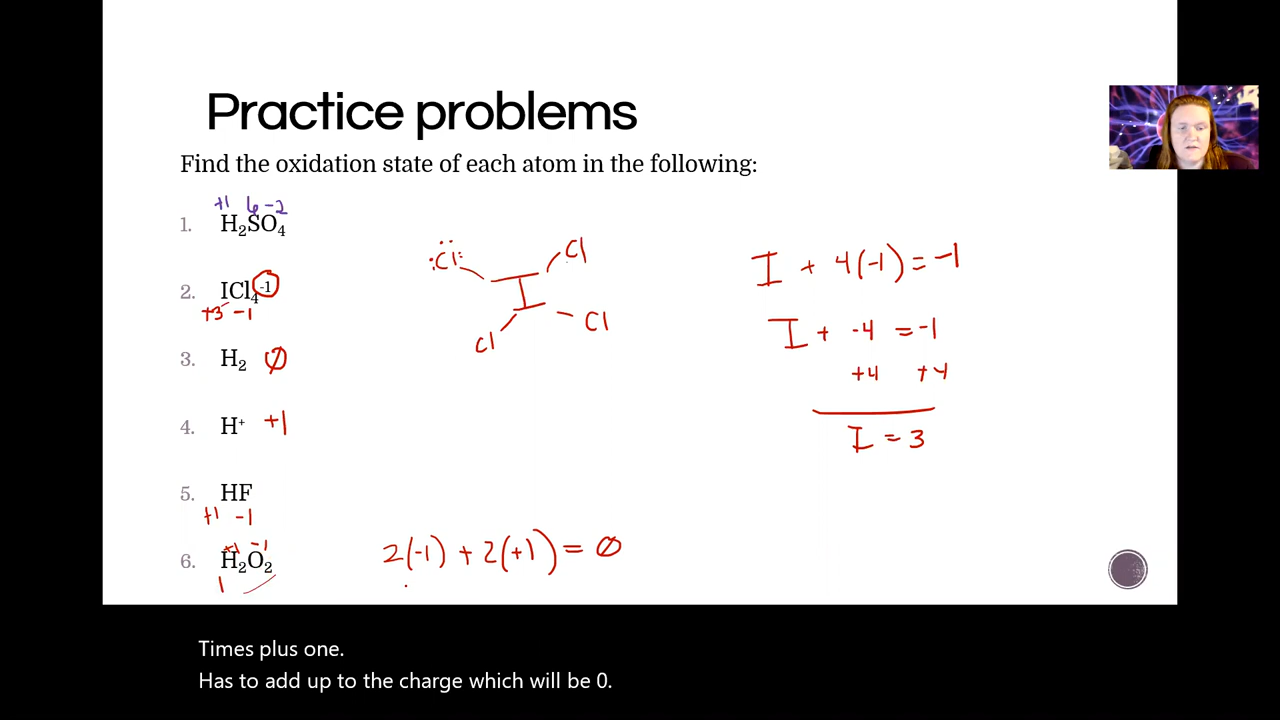 Practice problems
Find the oxidation state of each atom in the following:
+1 6 -2
1. H₂SO₄
2. ICl₄⁻¹
+3 -1
3. H₂ ∅
4. H⁺ +1
5. HF
+1 -1
+1 -1
6. H₂O₂
1
:Cl: Cl
I
Cl Cl
I + 4(-1) = -1
I + -4 = -1
+4 +4
I = 3
2(-1) + 2(+1) = ∅
Times plus one.
Has to add up to the charge which will be 0.